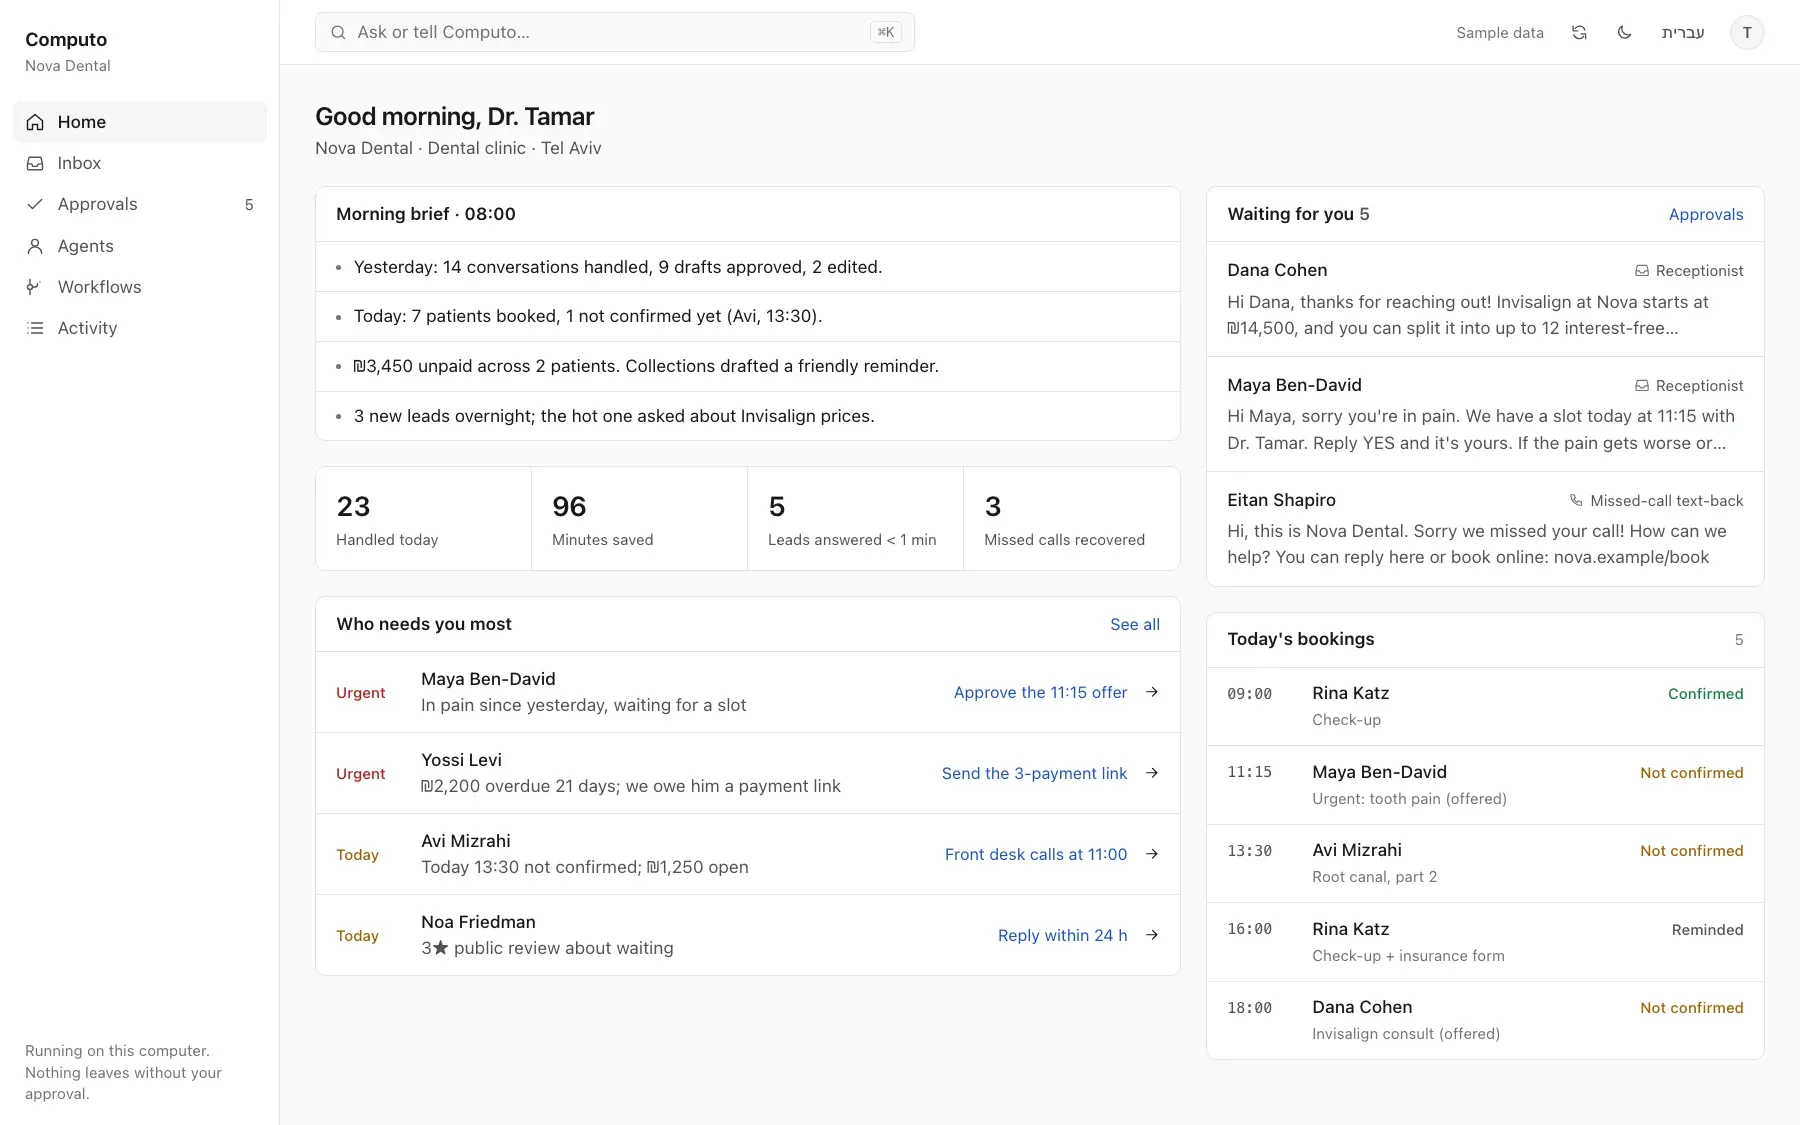 Computo
Nova Dental
Home
Inbox
Approvals 5
Agents
Workflows
Activity
Running on this computer.
Nothing leaves without your
approval.
Ask or tell Computo... ⌘K
Sample data עברית T
Good morning, Dr. Tamar
Nova Dental · Dental clinic · Tel Aviv
Morning brief · 08:00
• Yesterday: 14 conversations handled, 9 drafts approved, 2 edited.
• Today: 7 patients booked, 1 not confirmed yet (Avi, 13:30).
• ₪3,450 unpaid across 2 patients. Collections drafted a friendly reminder.
• 3 new leads overnight; the hot one asked about Invisalign prices.
23
Handled today
96
Minutes saved
5
Leads answered < 1 min
3
Missed calls recovered
Who needs you most See all
Urgent
Maya Ben-David
In pain since yesterday, waiting for a slot
Approve the 11:15 offer →
Urgent
Yossi Levi
₪2,200 overdue 21 days; we owe him a payment link
Send the 3-payment link →
Today
Avi Mizrahi
Today 13:30 not confirmed; ₪1,250 open
Front desk calls at 11:00 →
Today
Noa Friedman
3★ public review about waiting
Reply within 24 h →
Waiting for you 5 Approvals
Dana Cohen Receptionist
Hi Dana, thanks for reaching out! Invisalign at Nova starts at
₪14,500, and you can split it into up to 12 interest-free...
Maya Ben-David Receptionist
Hi Maya, sorry you're in pain. We have a slot today at 11:15 with
Dr. Tamar. Reply YES and it's yours. If the pain gets worse or...
Eitan Shapiro Missed-call text-back
Hi, this is Nova Dental. Sorry we missed your call! How can we
help? You can reply here or book online: nova.example/book
Today's bookings 5
09:00 Rina Katz Confirmed
Check-up
11:15 Maya Ben-David Not confirmed
Urgent: tooth pain (offered)
13:30 Avi Mizrahi Not confirmed
Root canal, part 2
16:00 Rina Katz Reminded
Check-up + insurance form
18:00 Dana Cohen Not confirmed
Invisalign consult (offered)